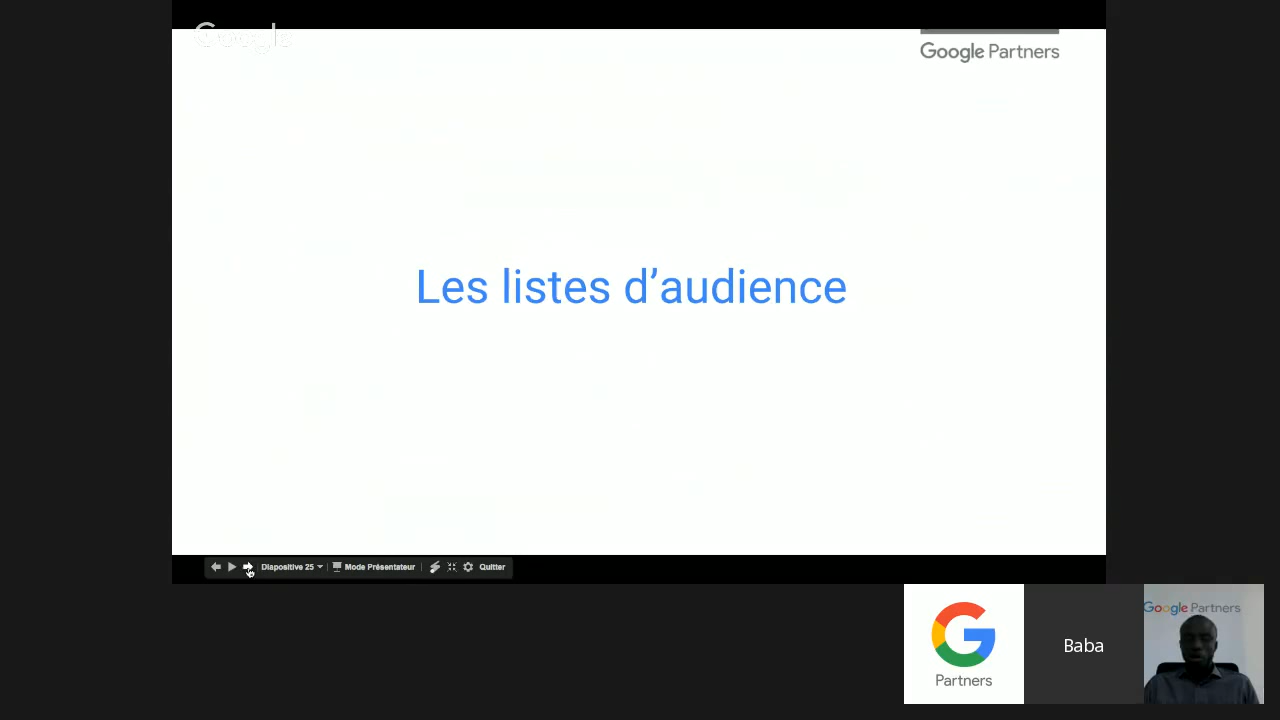 Google
Google Partners
Les listes d’audience
Diapositive 25
Mode Présentateur
Quitter
Partners
Baba
Google Partners